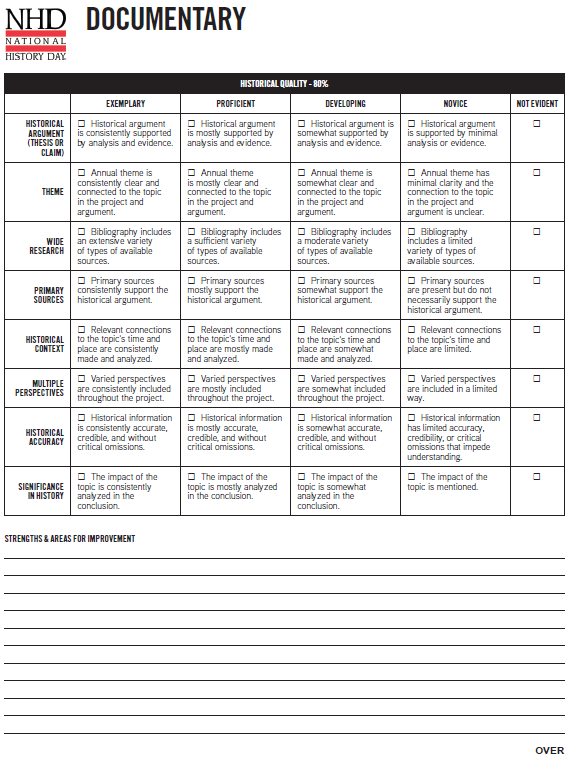 NHD
NATIONAL
HISTORY DAY
DOCUMENTARY
HISTORICAL QUALITY - 80%
EXEMPLARY PROFICIENT DEVELOPING NOVICE NOT EVIDENT
HISTORICAL
ARGUMENT
(THESIS OR
CLAIM)
☐ Historical argument
is consistently supported
by analysis and evidence.
☐ Historical argument
is mostly supported by
analysis and evidence.
☐ Historical argument is
somewhat supported by
analysis and evidence.
☐ Historical argument
is supported by minimal
analysis or evidence.
☐
THEME
☐ Annual theme is
consistently clear and
connected to the topic
in the project and
argument.
☐ Annual theme
is mostly clear and
connected to the topic
in the project and
argument.
☐ Annual theme is
somewhat clear and
connected to the topic
in the project and
argument.
☐ Annual theme has
minimal clarity and the
connection to the topic
in the project and
argument is unclear.
☐
WIDE
RESEARCH
☐ Bibliography includes
an extensive variety
of types of available
sources.
☐ Bibliography includes
a sufficient variety
of types of available
sources.
☐ Bibliography includes
a moderate variety
of types of available
sources.
☐ Bibliography
includes a limited
variety of types of
available sources.
☐
PRIMARY
SOURCES
☐ Primary sources
consistently support the
historical argument.
☐ Primary sources
mostly support the
historical argument.
☐ Primary sources
somewhat support the
historical argument.
☐ Primary sources
are present but do not
necessarily support the
historical argument.
☐
HISTORICAL
CONTEXT
☐ Relevant connections
to the topic's time and
place are consistently
made and analyzed.
☐ Relevant connections
to the topic's time and
place are mostly made
and analyzed.
☐ Relevant connections
to the topic's time and
place are somewhat
made and analyzed.
☐ Relevant connections
to the topic's time and
place are limited.
☐
MULTIPLE
PERSPECTIVES
☐ Varied perspectives
are consistently included
throughout the project.
☐ Varied perspectives
are mostly included
throughout the project.
☐ Varied perspectives
are somewhat included
throughout the project.
☐ Varied perspectives
are included in a limited
way.
☐
HISTORICAL
ACCURACY
☐ Historical information
is consistently accurate,
credible, and without
critical omissions.
☐ Historical information
is mostly accurate,
credible, and without
critical omissions.
☐ Historical information
is somewhat accurate,
credible, and without
critical omissions.
☐ Historical information
has limited accuracy,
credibility, or critical
omissions that impede
understanding.
☐
SIGNIFICANCE
IN HISTORY
☐ The impact of the
topic is consistently
analyzed in the
conclusion.
☐ The impact of the
topic is mostly analyzed
in the conclusion.
☐ The impact of the
topic is somewhat
analyzed in the
conclusion.
☐ The impact of the
topic is mentioned.
☐
STRENGTHS & AREAS FOR IMPROVEMENT
OVER